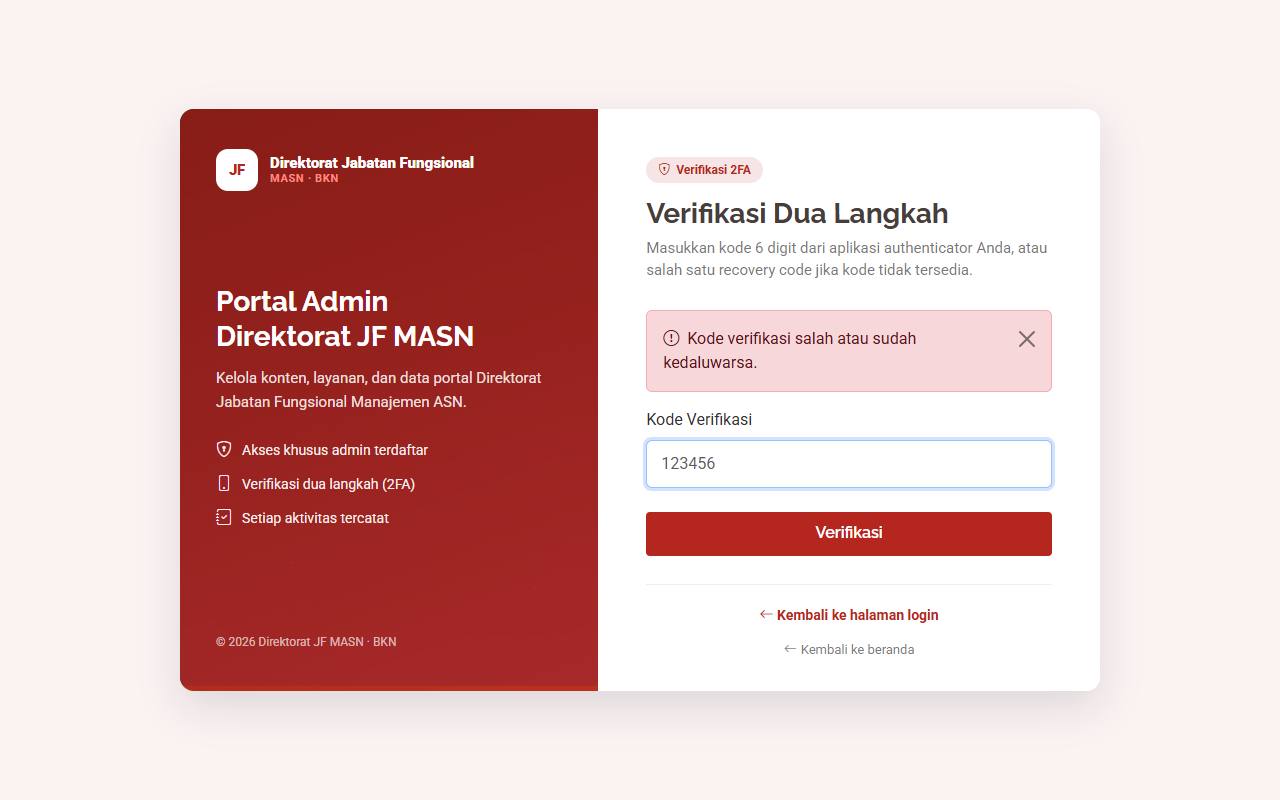 JF
Direktorat Jabatan Fungsional
MASN · BKN
Portal Admin
Direktorat JF MASN
Kelola konten, layanan, dan data portal Direktorat
Jabatan Fungsional Manajemen ASN.
Akses khusus admin terdaftar
Verifikasi dua langkah (2FA)
Setiap aktivitas tercatat
© 2026 Direktorat JF MASN · BKN
Verifikasi 2FA
Verifikasi Dua Langkah
Masukkan kode 6 digit dari aplikasi authenticator Anda, atau
salah satu recovery code jika kode tidak tersedia.
Kode verifikasi salah atau sudah
kedaluwarsa.
Kode Verifikasi
123456
Verifikasi
← Kembali ke halaman login
← Kembali ke beranda